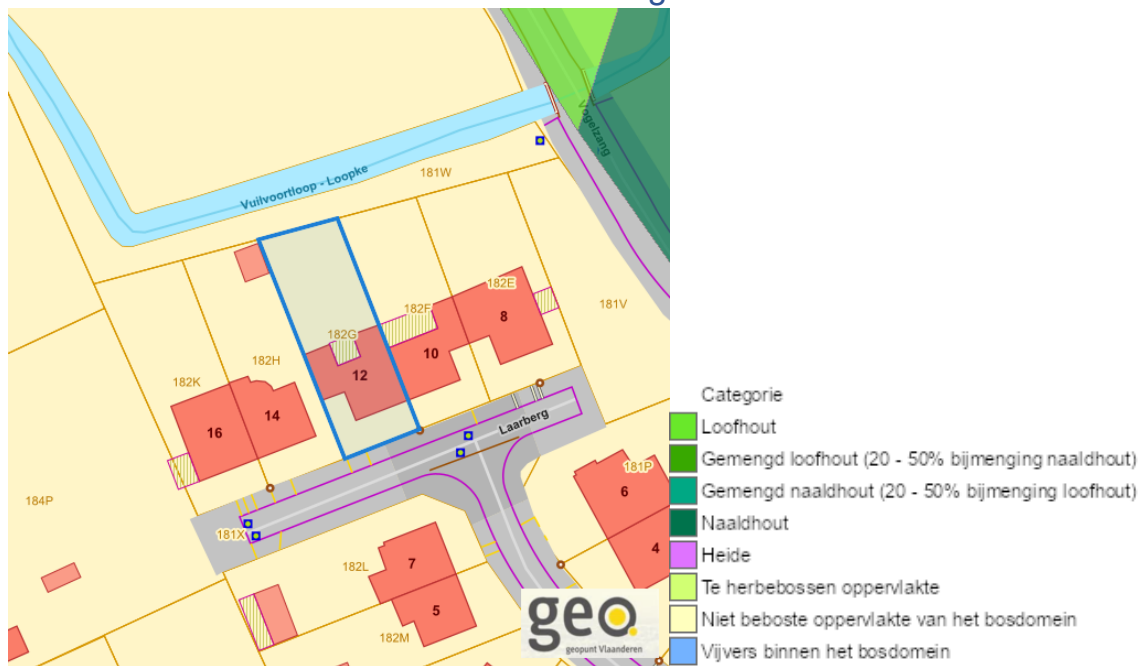 Vogelzang
Vuilvoortloop - Loopke
181W
182E
181V
182F
8
182G
10
182H
12
182K
14
16
Laarberg
184P
181P
6
181X
4
182L
7
5
182M
geo.
geopunt Vlaanderen
Categorie
Loofhout
Gemengd loofhout (20 - 50% bijmenging naaldhout)
Gemengd naaldhout (20 - 50% bijmenging loofhout)
Naaldhout
Heide
Te herbebossen oppervlakte
Niet beboste oppervlakte van het bosdomein
Vijvers binnen het bosdomein